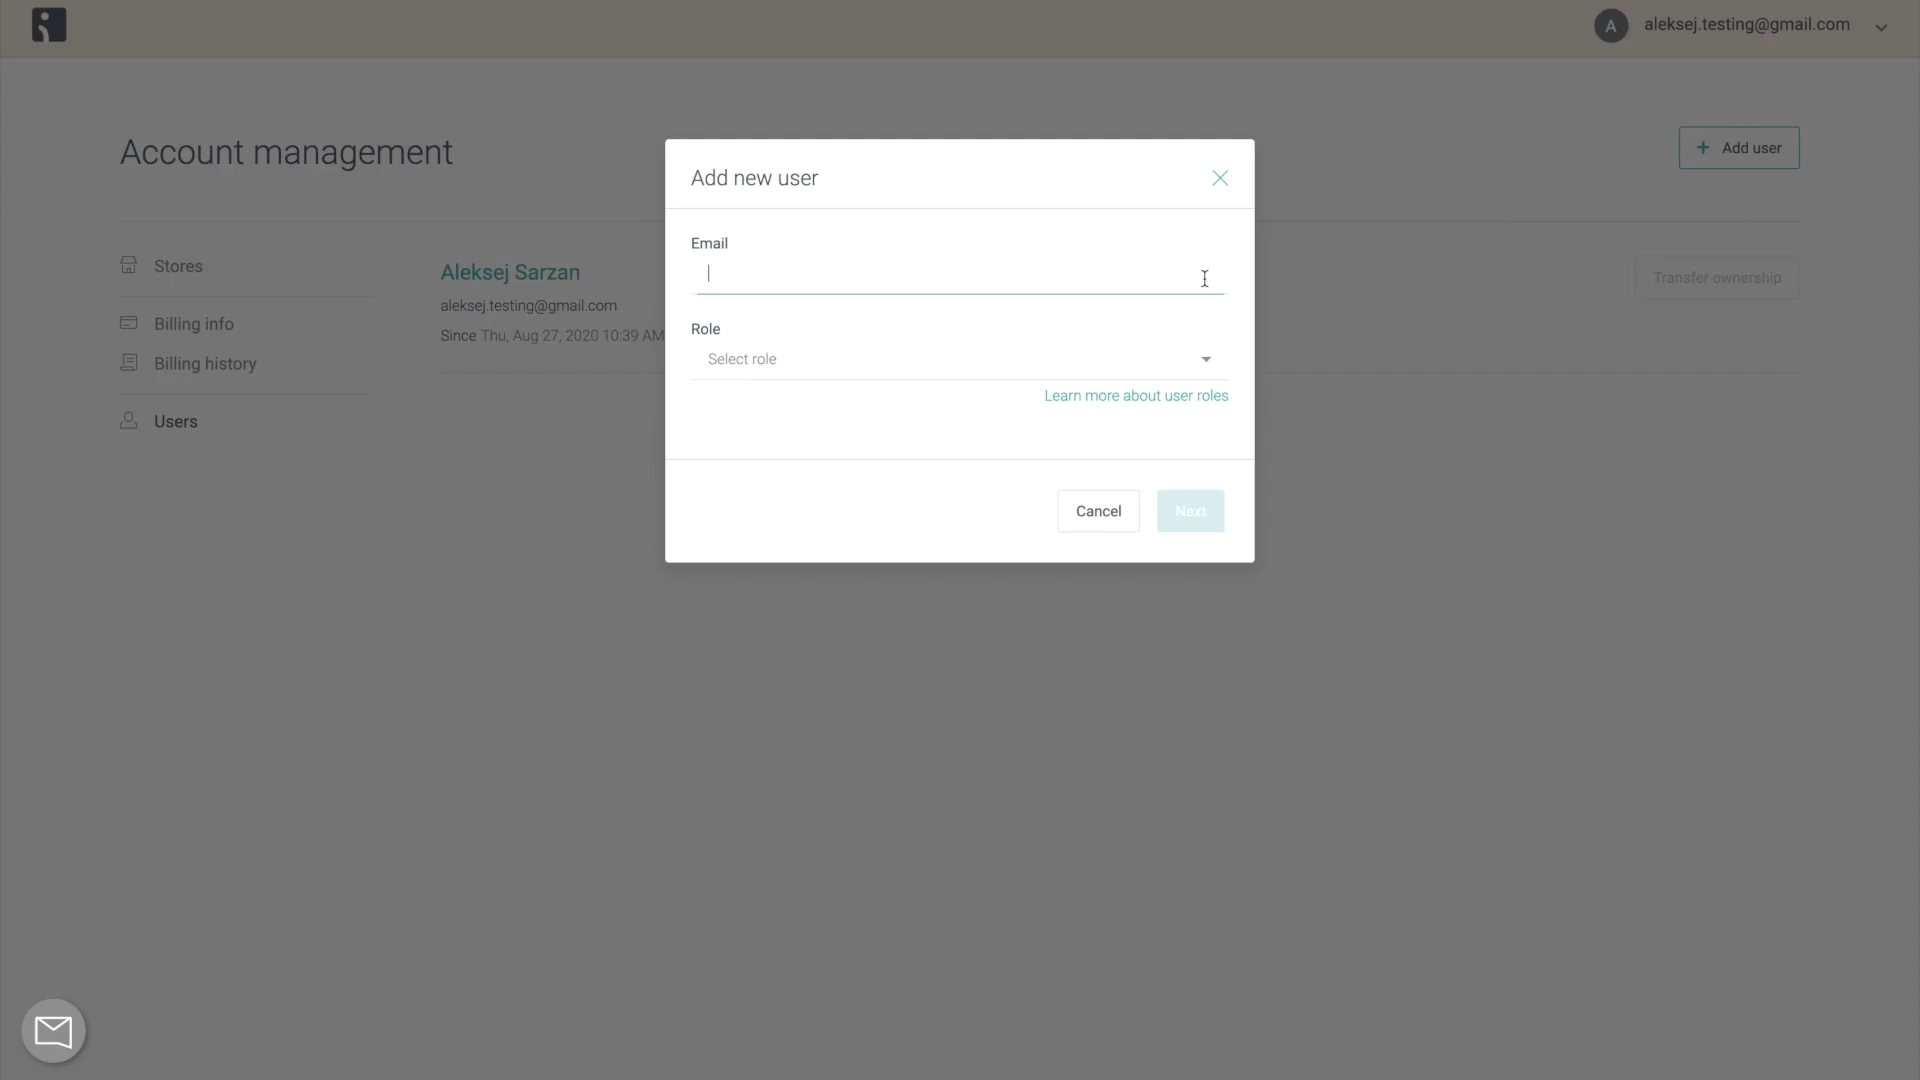 A aleksej.testing@gmail.com
Account management
+ Add user
Stores
Billing info
Billing history
Users
Aleksej Sarzan
aleksej.testing@gmail.com
Since Thu, Aug 27, 2020 10:39 AM
Transfer ownership
Add new user
Email
Role
Select role
Learn more about user roles
Cancel
Next